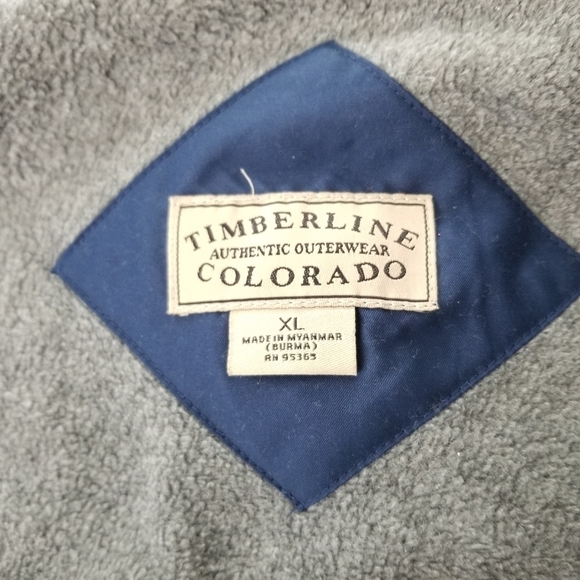 TIMBERLINE
AUTHENTIC OUTERWEAR
COLORADO
XL
MADE IN MYANMAR
(BURMA)
RN 95365